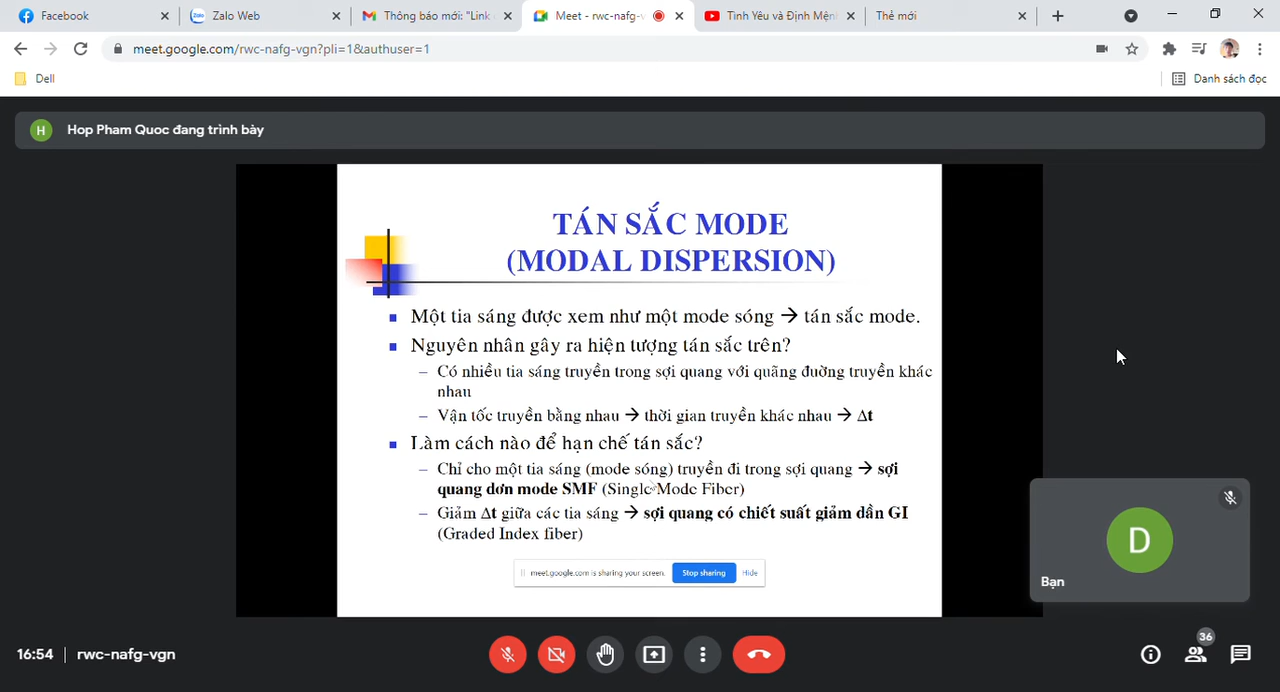 Facebook
Zalo Web
Thông báo mới: "Link
Meet - rwc-nafg-v
Tình Yêu và Định Mện
Thẻ mới
meet.google.com/rwc-nafg-vgn?pli=1&authuser=1
Dell
Danh sách đọc
H
Hop Pham Quoc đang trình bày
TÁN SẮC MODE
(MODAL DISPERSION)
Một tia sáng được xem như một mode sóng → tán sắc mode.
Nguyên nhân gây ra hiện tượng tán sắc trên?
– Có nhiều tia sáng truyền trong sợi quang với quãng đuờng truyền khác
nhau
– Vận tốc truyền bằng nhau → thời gian truyền khác nhau → Δt
Làm cách nào để hạn chế tán sắc?
– Chỉ cho một tia sáng (mode sóng) truyền đi trong sợi quang → sợi
quang đơn mode SMF (Single Mode Fiber)
– Giảm Δt giữa các tia sáng → sợi quang có chiết suất giảm dần GI
(Graded Index fiber)
meet.google.com is sharing your screen.
Stop sharing
Hide
D
Bạn
16:54
rwc-nafg-vgn
36